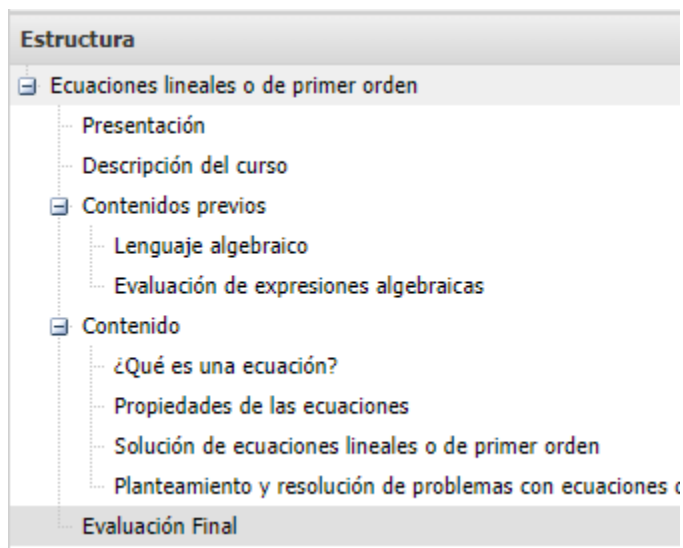 Estructura
Ecuaciones lineales o de primer orden
Presentación
Descripción del curso
Contenidos previos
Lenguaje algebraico
Evaluación de expresiones algebraicas
Contenido
¿Qué es una ecuación?
Propiedades de las ecuaciones
Solución de ecuaciones lineales o de primer orden
Planteamiento y resolución de problemas con ecuaciones
Evaluación Final